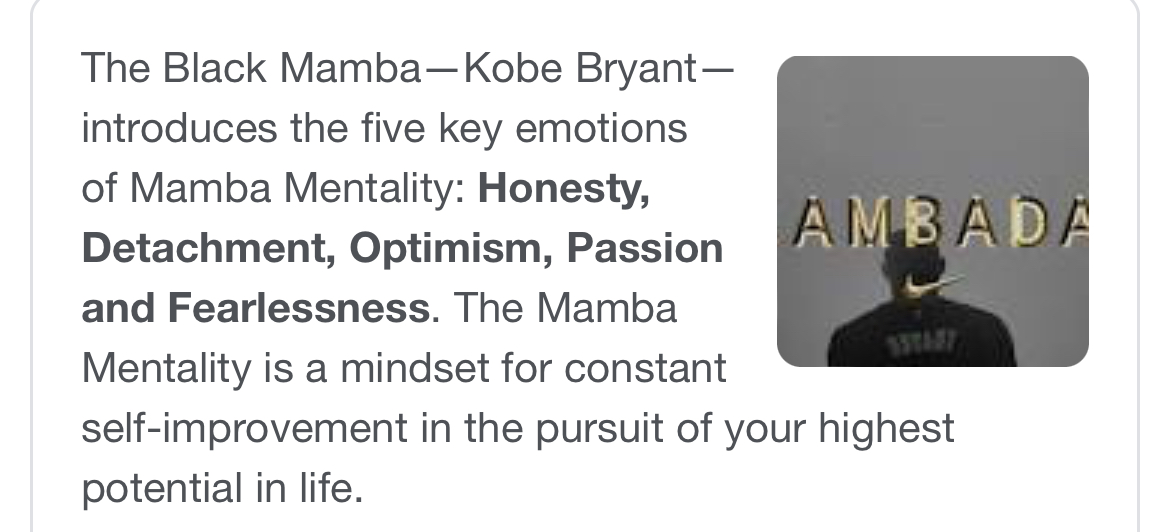 The Black Mamba—Kobe Bryant—
introduces the five key emotions
of Mamba Mentality: Honesty,
Detachment, Optimism, Passion
and Fearlessness. The Mamba
Mentality is a mindset for constant
self-improvement in the pursuit of your highest
potential in life.
AMBADA
BRYANT